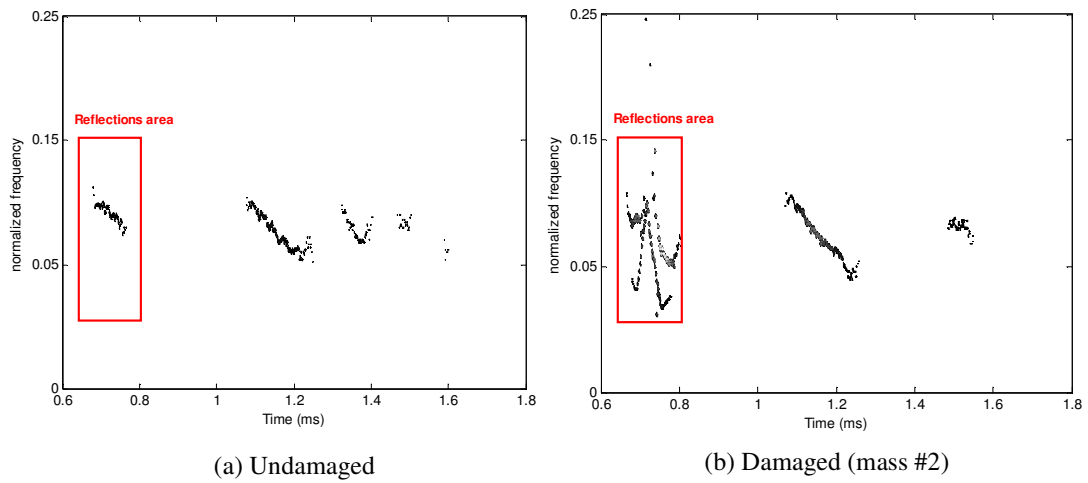 0.25
Reflections area
0.15
normalized frequency
0.05
0
0.6 0.8 1 1.2 1.4 1.6 1.8
Time (ms)
(a) Undamaged
0.25
Reflections area
0.15
normalized frequency
0.05
0
0.6 0.8 1 1.2 1.4 1.6 1.8
Time (ms)
(b) Damaged (mass #2)